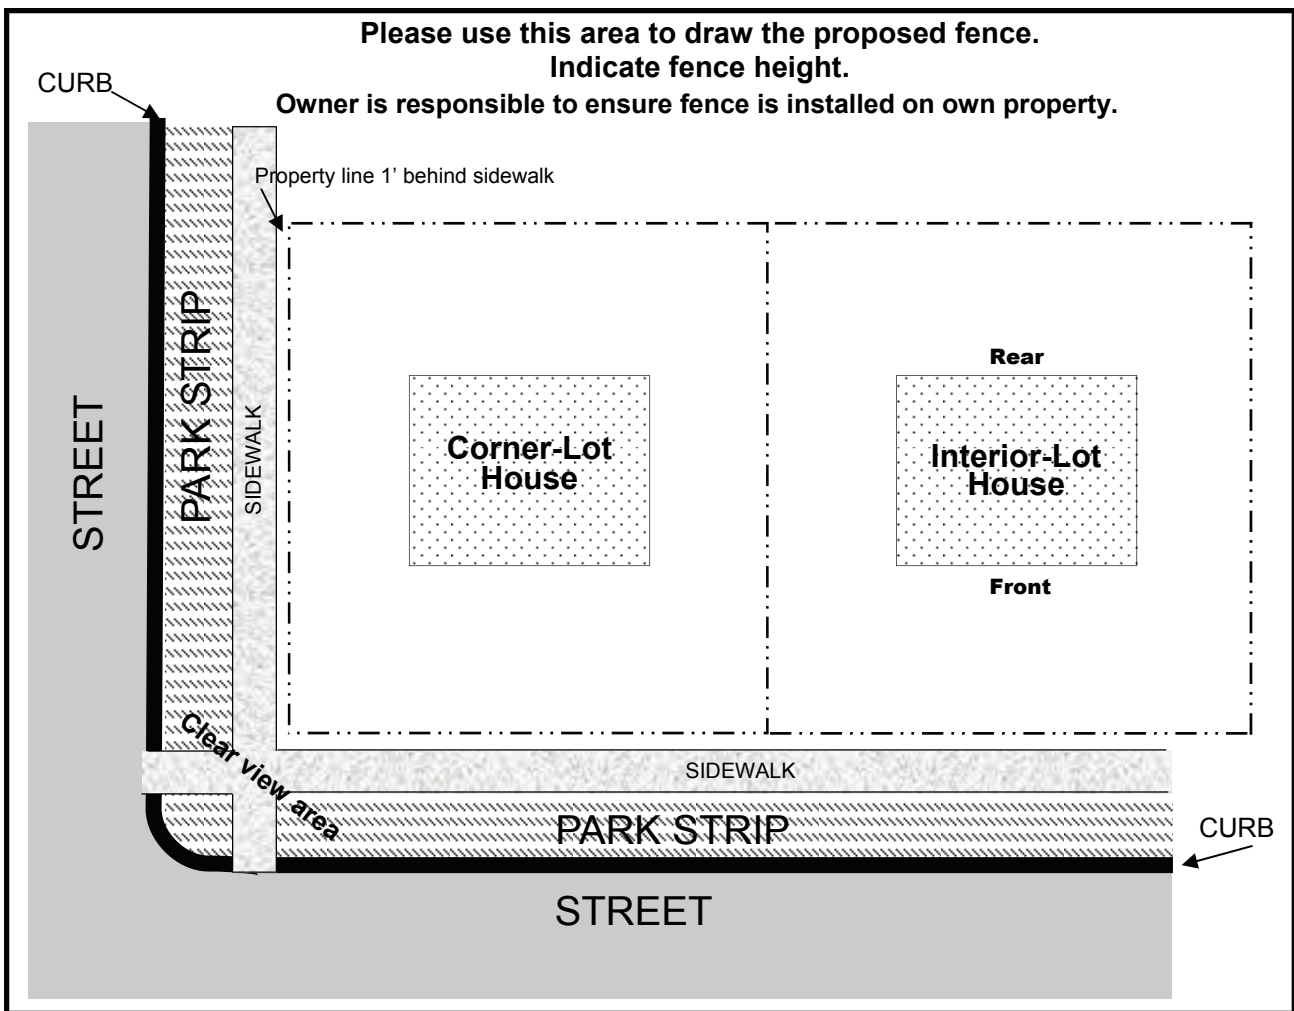 Please use this area to draw the proposed fence.
Indicate fence height.
Owner is responsible to ensure fence is installed on own property.
CURB
Property line 1’ behind sidewalk
STREET
PARK STRIP
SIDEWALK
Corner-Lot
House
Rear
Interior-Lot
House
Front
Clear view area
SIDEWALK
PARK STRIP
CURB
STREET